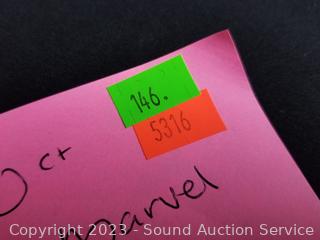 146.
5316
ct
marvel
Copyright 2023 - Sound Auction Service